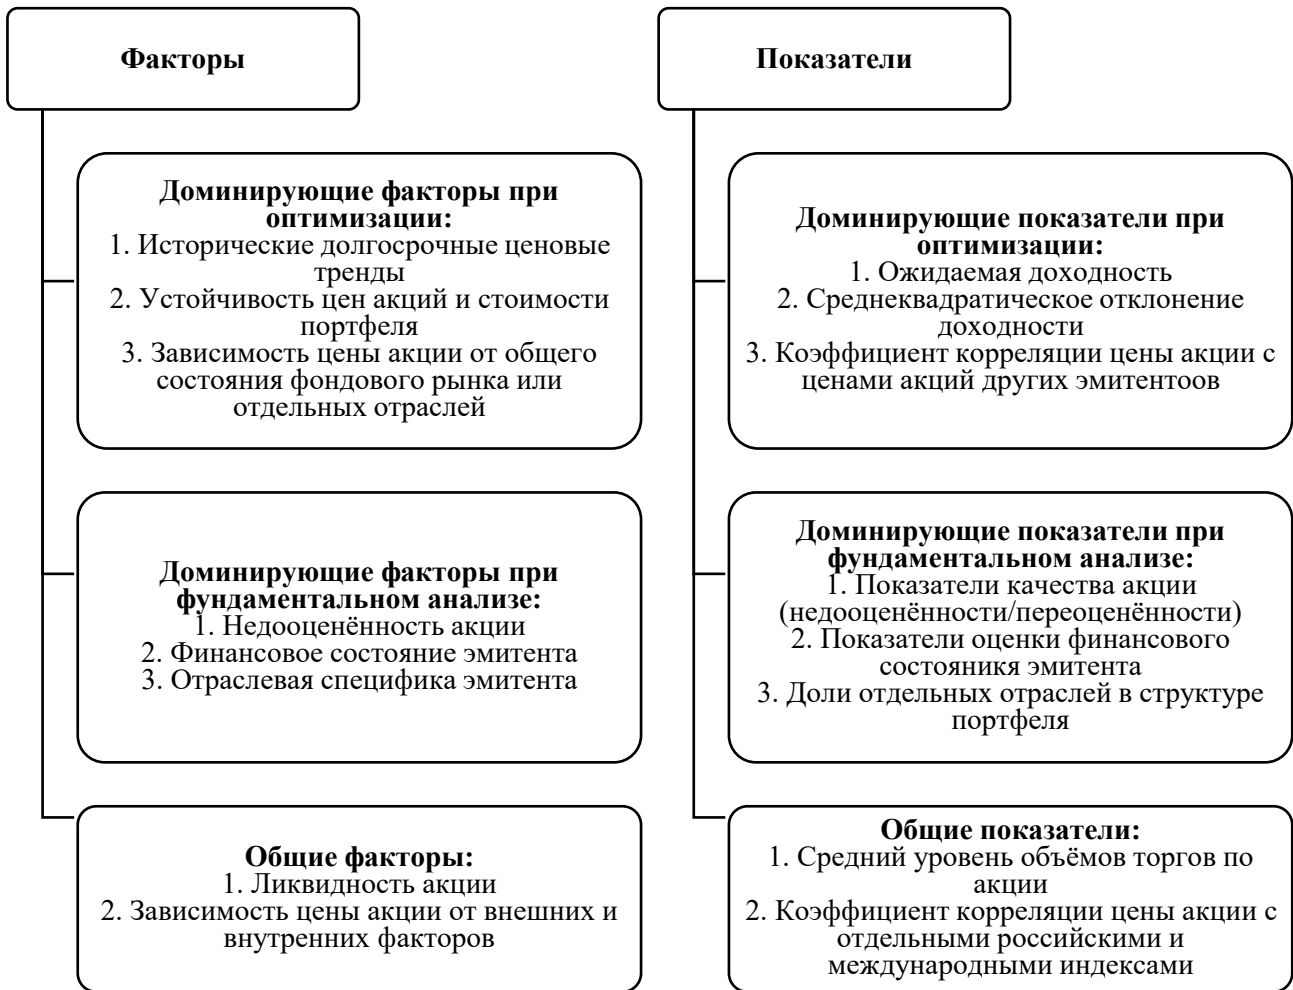 Факторы
Доминирующие факторы при
оптимизации:
1. Исторические долгосрочные ценовые
тренды
2. Устойчивость цен акций и стоимости
портфеля
3. Зависимость цены акции от общего
состояния фондового рынка или
отдельных отраслей
Доминирующие факторы при
фундаментальном анализе:
1. Недооценённость акции
2. Финансовое состояние эмитента
3. Отраслевая специфика эмитента
Общие факторы:
1. Ликвидность акции
2. Зависимость цены акции от внешних и
внутренних факторов
Показатели
Доминирующие показатели при
оптимизации:
1. Ожидаемая доходность
2. Среднеквадратическое отклонение
доходности
3. Коэффициент корреляции цены акции с
ценами акций других эмитентоов
Доминирующие показатели при
фундаментальном анализе:
1. Показатели качества акции
(недооценённости/переоценённости)
2. Показатели оценки финансового
состояникя эмитента
3. Доли отдельных отраслей в структуре
портфеля
Общие показатели:
1. Средний уровень объёмов торгов по
акции
2. Коэффициент корреляции цены акции с
отдельными российскими и
международными индексами